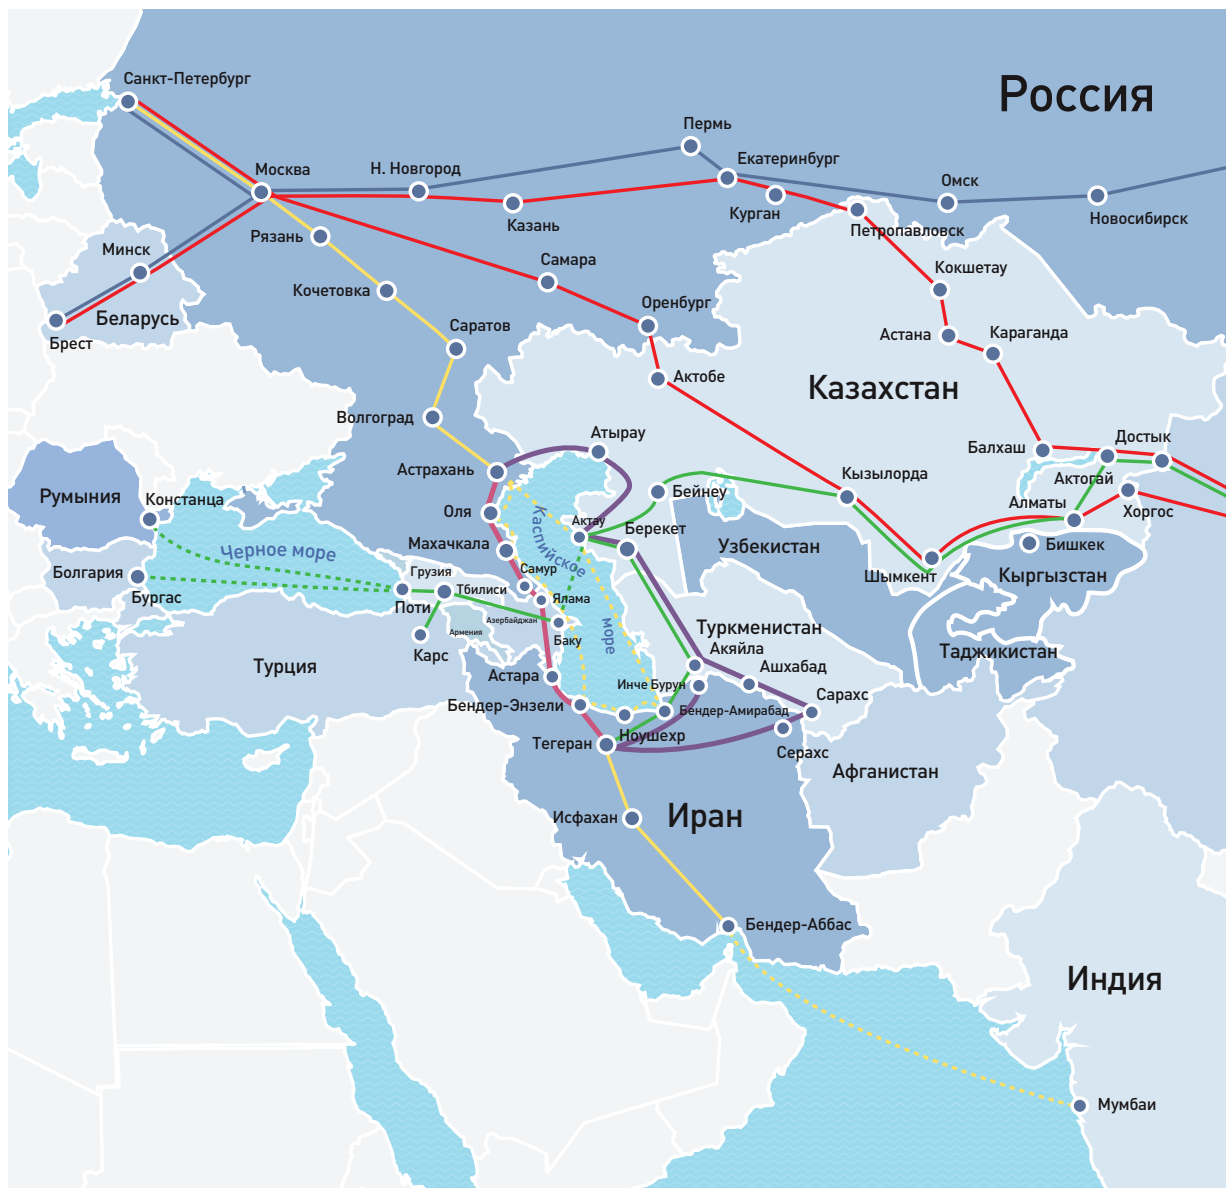 Санкт-Петербург
Россия
Пермь
Москва
Н. Новгород
Екатеринбург
Омск
Казань
Курган
Новосибирск
Рязань
Петропавловск
Минск
Самара
Кокшетау
Кочетовка
Оренбург
Беларусь
Саратов
Астана
Караганда
Брест
Актобе
Казахстан
Волгоград
Атырау
Достык
Балхаш
Астрахань
Кызылорда
Актогай
Румыния
Констанца
Бейнеу
Алматы
Хоргос
Оля
Каспийское
Актау
Берекет
Махачкала
Узбекистан
Бишкек
Черное море
Болгария
Грузия
Самур
Шымкент
Кыргызстан
Бургас
Тбилиси
Ялама
Поти
Азербайджан
Армения
Баку
море
Туркменистан
Карс
Акяйла
Таджикистан
Турция
Астара
Ашхабад
Инче Бурун
Сарахс
Бендер-Энзели
Бендер-Амирабад
Тегеран
Ноушехр
Серахс
Афганистан
Исфахан
Иран
Бендер-Аббас
Индия
Мумбаи